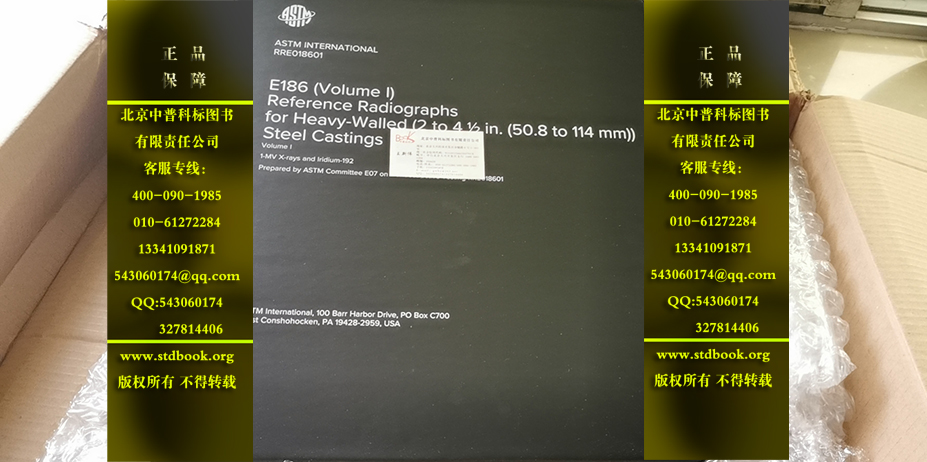 正 品
保 障
北京中普科标图书
有限责任公司
客服专线:
400-090-1985
010-61272284
13341091871
543060174@qq.com
QQ:543060174
327814406
www.stdbook.org
版权所有 不得转载
ASTM
ASTM INTERNATIONAL
RRE018601
E186 (Volume I)
Reference Radiographs
for Heavy-Walled (2 to 4 ½ in. (50.8 to 114 mm))
Steel Castings
Volume I
1-MV X-rays and Iridium-192
Prepared by ASTM Committee E07 on
018601
TM International, 100 Barr Harbor Drive, PO Box C700
st Conshohocken, PA 19428-2959, USA
正 品
保 障
北京中普科标图书
有限责任公司
客服专线:
400-090-1985
010-61272284
13341091871
543060174@qq.com
QQ:543060174
327814406
www.stdbook.org
版权所有 不得转载